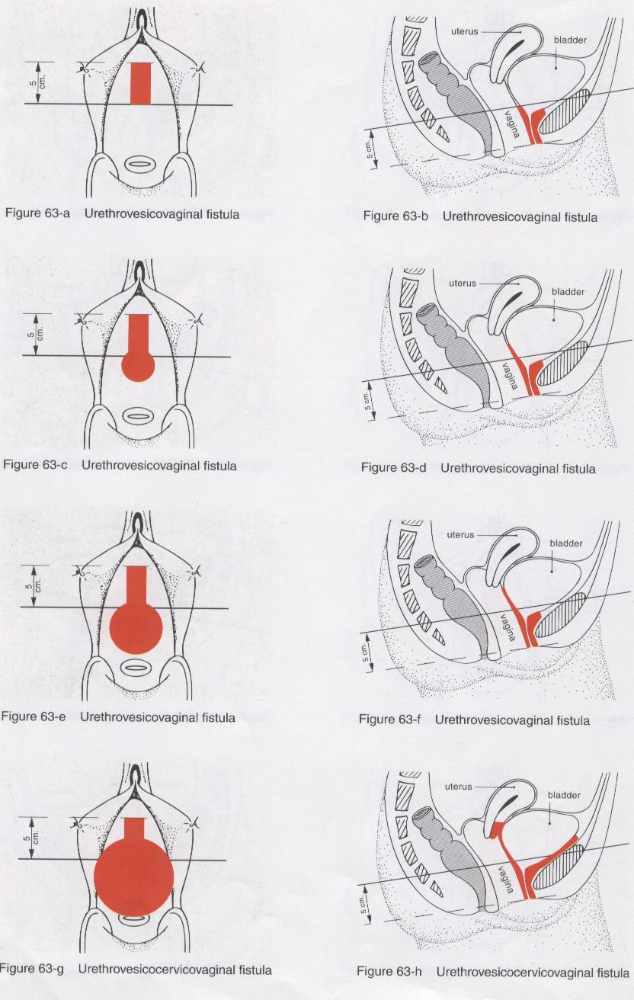 5
cm.
uterus
bladder
vagina
5 cm.
Figure 63-a Urethrovesicovaginal fistula
Figure 63-b Urethrovesicovaginal fistula
5
cm.
uterus
bladder
vagina
5 cm.
Figure 63-c Urethrovesicovaginal fistula
Figure 63-d Urethrovesicovaginal fistula
5
cm.
uterus
bladder
vagina
5 cm.
Figure 63-e Urethrovesicovaginal fistula
Figure 63-f Urethrovesicovaginal fistula
5
cm.
uterus
bladder
vagina
5 cm.
Figure 63-g Urethrovesicocervicovaginal fistula
Figure 63-h Urethrovesicocervicovaginal fistula